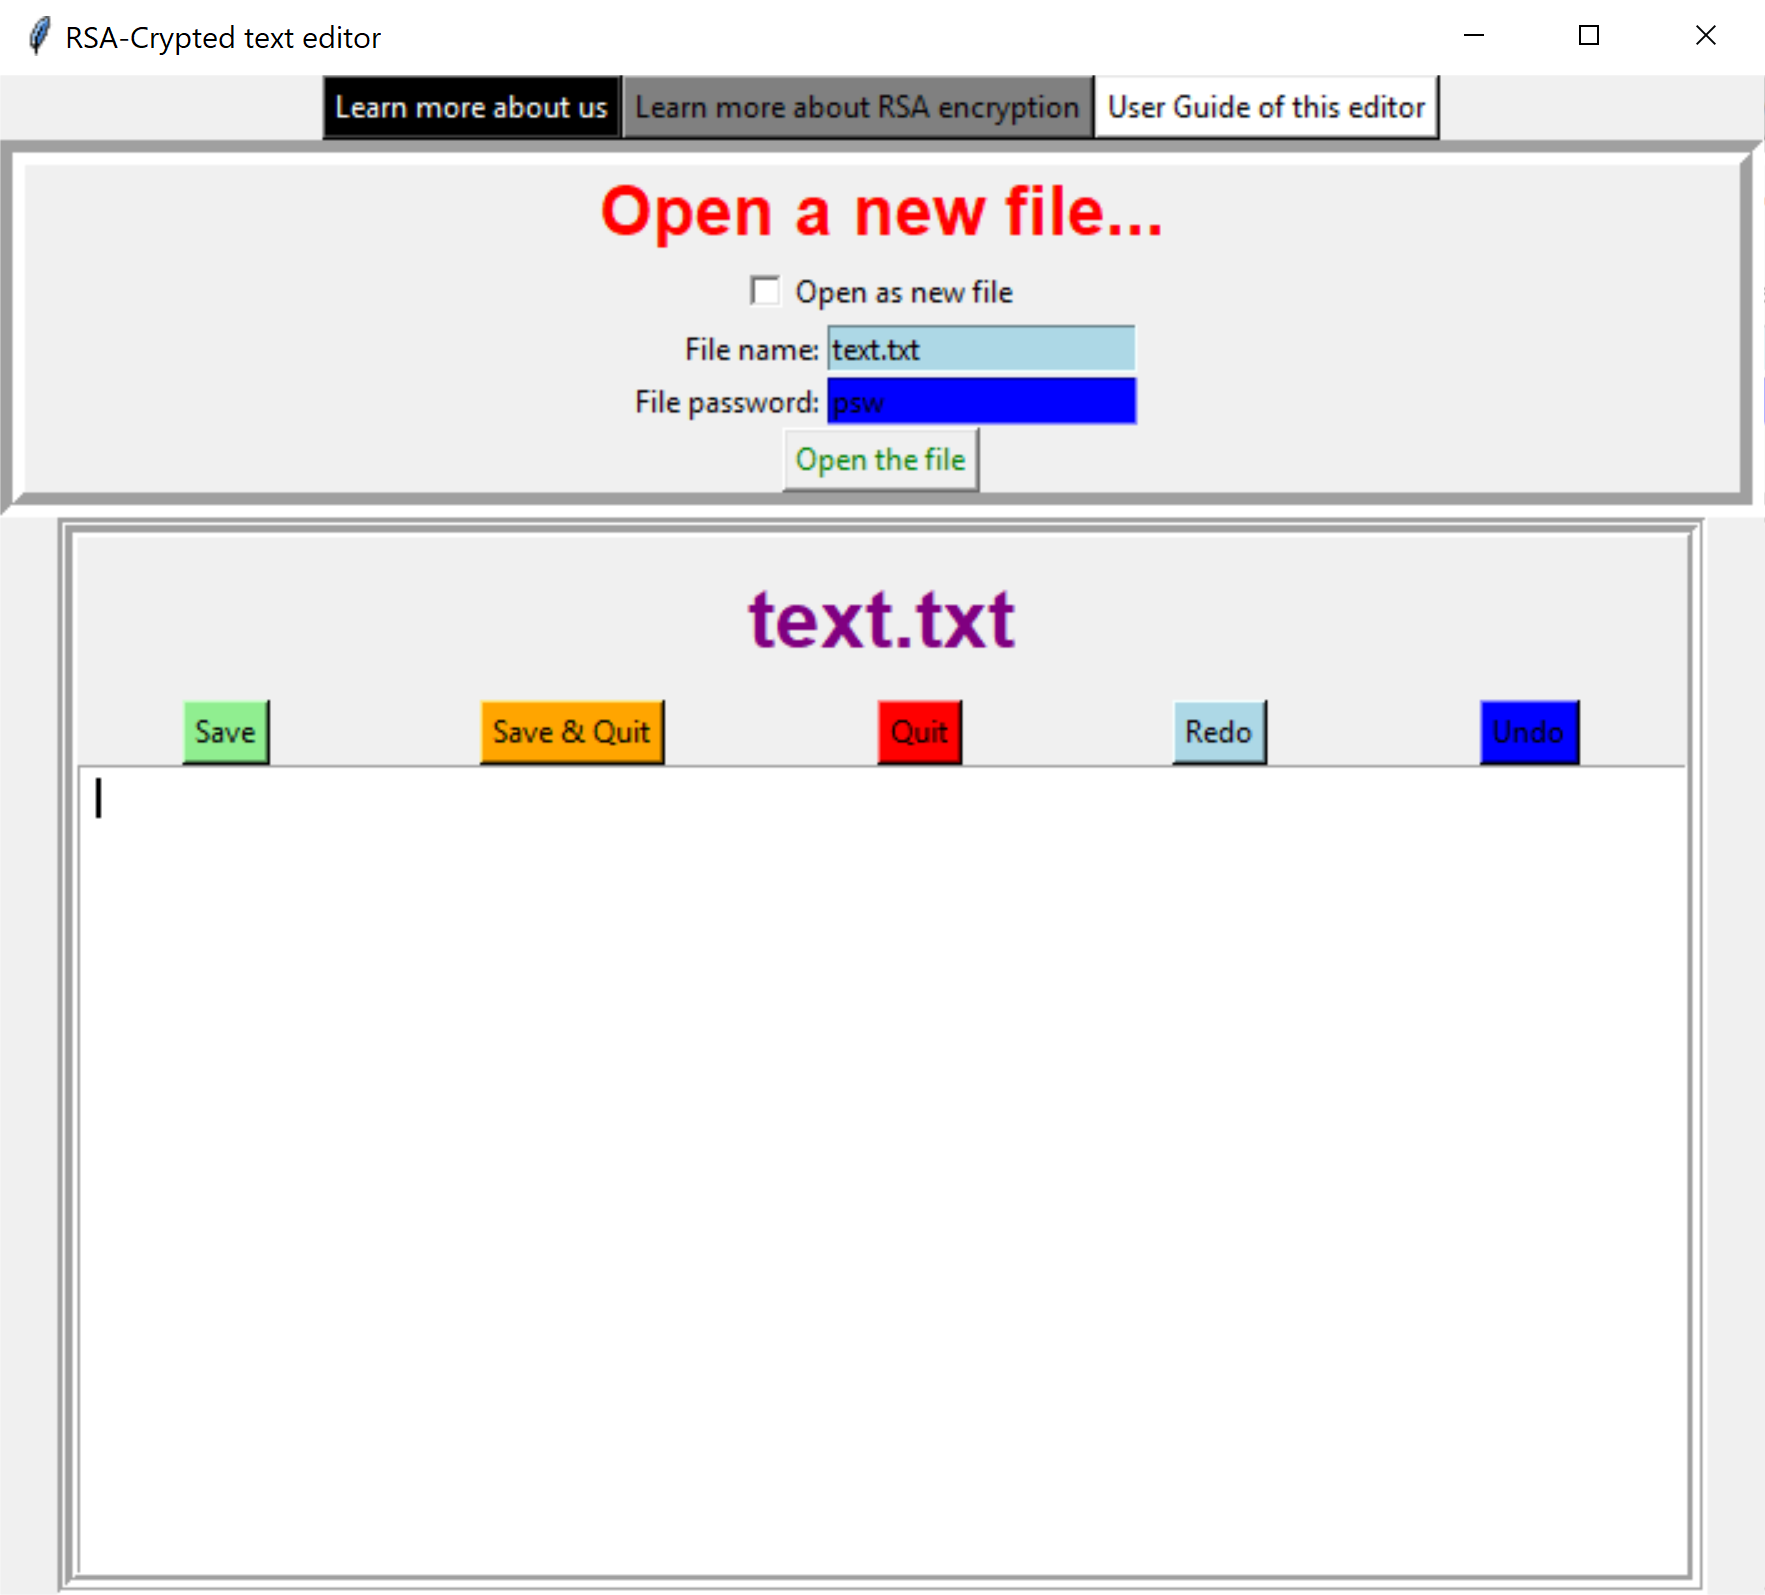 RSA-Crypted text editor
Learn more about us Learn more about RSA encryption User Guide of this editor
Open a new file...
Open as new file
File name: text.txt
File password: psw
Open the file
text.txt
Save Save & Quit Quit Redo Undo